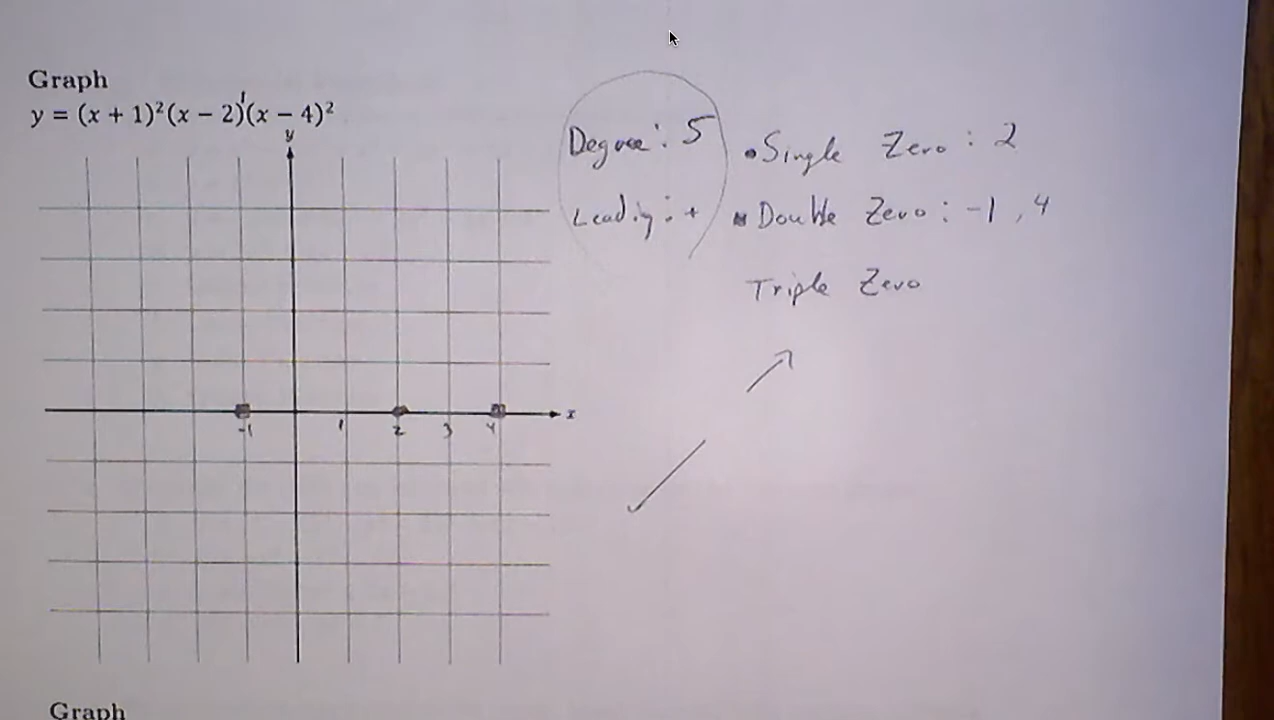 Graph
y = (x + 1)²(x − 2)¹(x − 4)²
y
x
-1 1 2 3 4
Degree: 5
Leading: +
• Single Zero : 2
▪ Double Zero : -1 , 4
Triple Zero
Graph